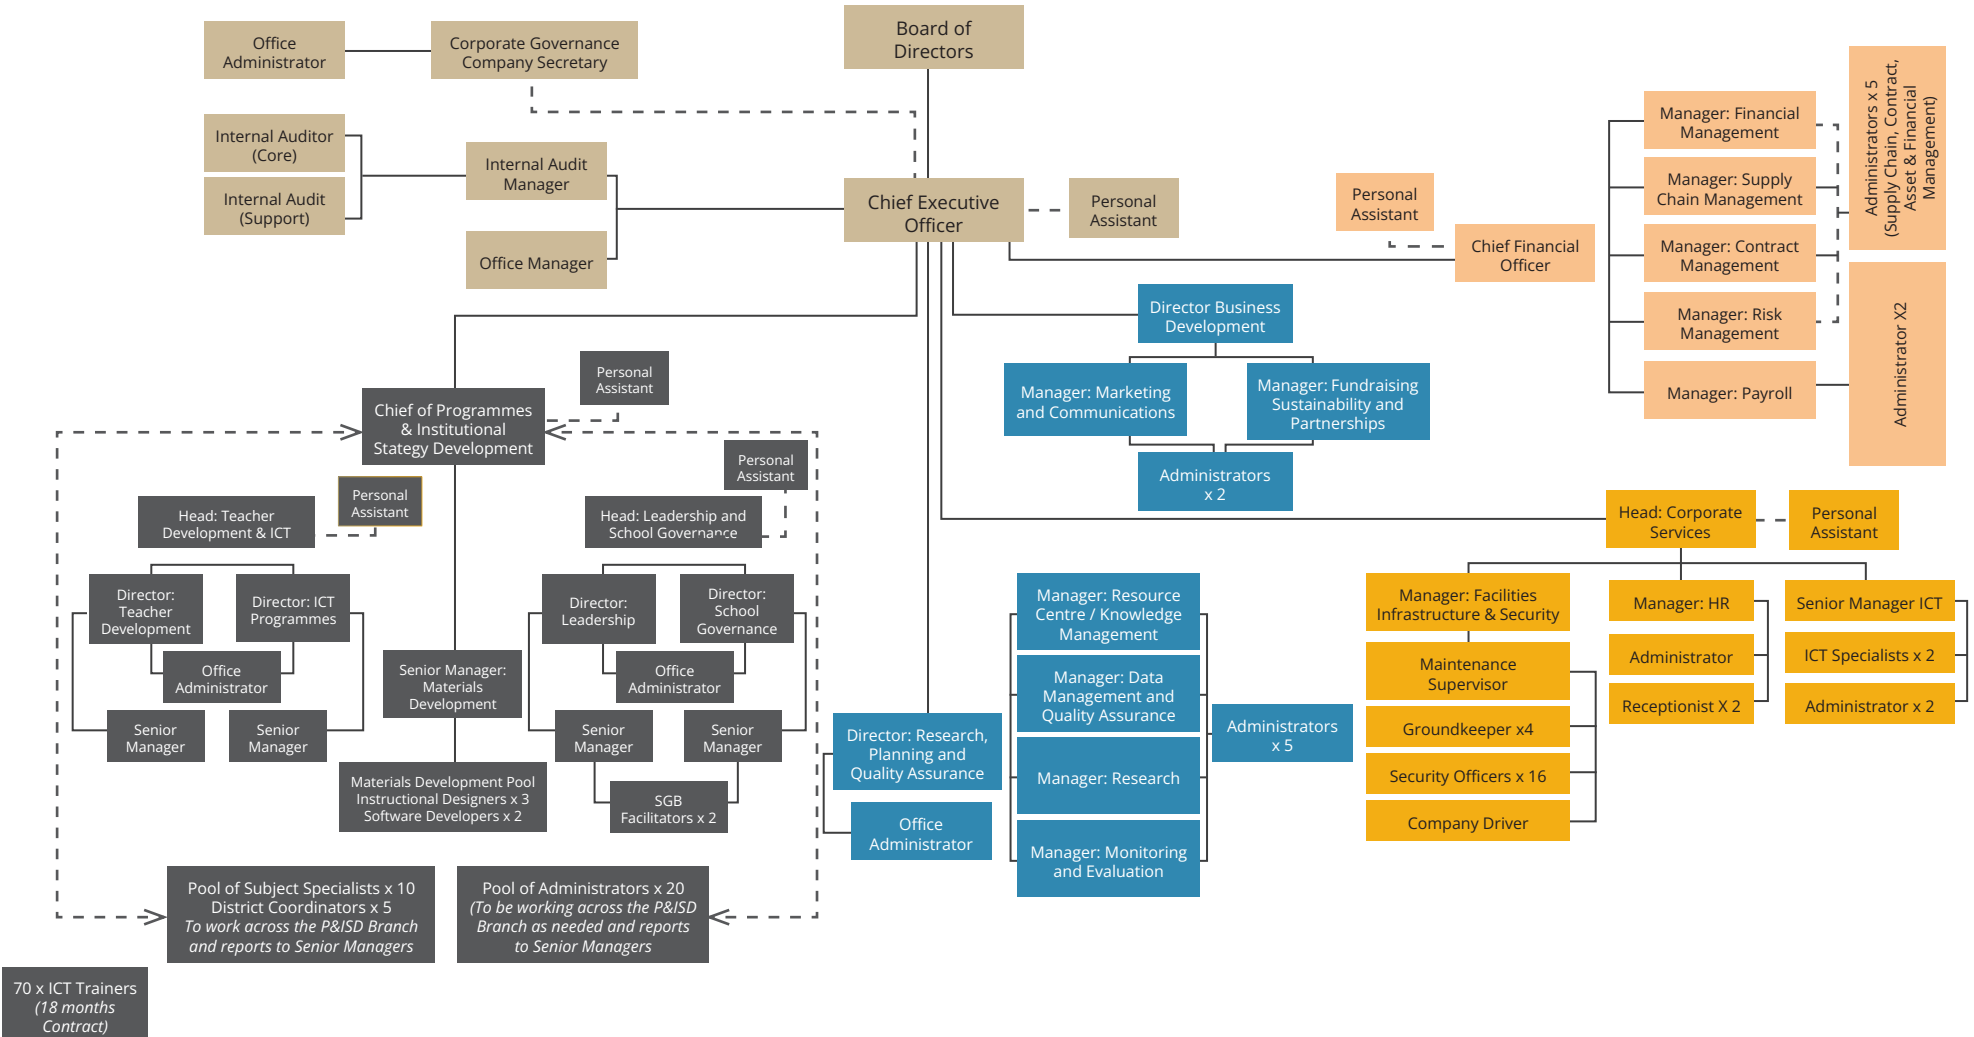 Board of
Directors
Office
Administrator
Corporate Governance
Company Secretary
Internal Auditor
(Core)
Internal Audit
(Support)
Internal Audit
Manager
Office Manager
Chief Executive
Officer
Personal
Assistant
Personal
Assistant
Chief Financial
Officer
Manager: Financial
Management
Manager: Supply
Chain Management
Manager: Contract
Management
Manager: Risk
Management
Manager: Payroll
Administrators x 5
(Supply Chain, Contract,
Asset & Financial
Management)
Administrator X2
Director Business
Development
Manager: Marketing
and Communications
Manager: Fundraising
Sustainability and
Partnerships
Administrators
x 2
Personal
Assistant
Chief of Programmes
& Institutional
Stategy Development
Personal
Assistant
Personal
Assistant
Head: Teacher
Development & ICT
Head: Leadership and
School Governance
Director:
Teacher
Development
Director: ICT
Programmes
Office
Administrator
Senior
Manager
Senior
Manager
Senior Manager:
Materials
Development
Materials Development Pool
Instructional Designers x 3
Software Developers x 2
Director:
Leadership
Director:
School
Governance
Office
Administrator
Senior
Manager
Senior
Manager
SGB
Facilitators x 2
Pool of Subject Specialists x 10
District Coordinators x 5
To work across the P&ISD Branch
and reports to Senior Managers
Pool of Administrators x 20
(To be working across the P&ISD
Branch as needed and reports
to Senior Managers
70 x ICT Trainers
(18 months
Contract)
Director: Research,
Planning and
Quality Assurance
Office
Administrator
Manager: Resource
Centre / Knowledge
Management
Manager: Data
Management and
Quality Assurance
Manager: Research
Manager: Monitoring
and Evaluation
Administrators
x 5
Head: Corporate
Services
Personal
Assistant
Manager: Facilities
Infrastructure & Security
Maintenance
Supervisor
Groundkeeper x4
Security Officers x 16
Company Driver
Manager: HR
Administrator
Receptionist X 2
Senior Manager ICT
ICT Specialists x 2
Administrator x 2